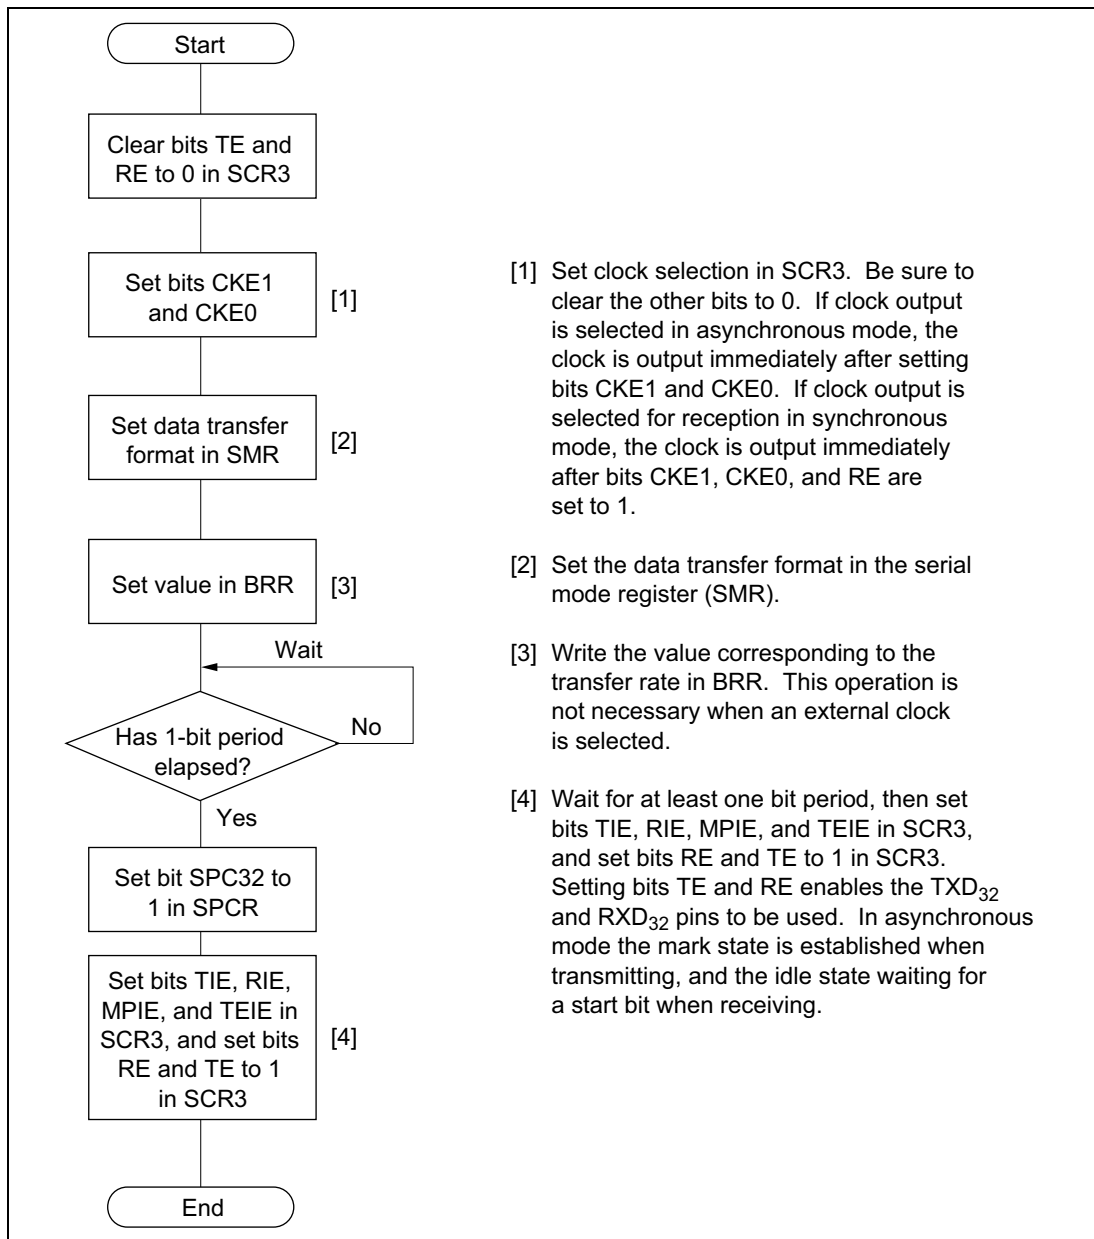 Start
Clear bits TE and
RE to 0 in SCR3
Set bits CKE1
and CKE0
[1]
Set data transfer
format in SMR
[2]
Set value in BRR
[3]
Wait
Has 1-bit period
elapsed?
No
Yes
Set bit SPC32 to
1 in SPCR
Set bits TIE, RIE,
MPIE, and TEIE in
SCR3, and set bits
RE and TE to 1
in SCR3
[4]
End
[1] Set clock selection in SCR3. Be sure to
clear the other bits to 0. If clock output
is selected in asynchronous mode, the
clock is output immediately after setting
bits CKE1 and CKE0. If clock output is
selected for reception in synchronous
mode, the clock is output immediately
after bits CKE1, CKE0, and RE are
set to 1.
[2] Set the data transfer format in the serial
mode register (SMR).
[3] Write the value corresponding to the
transfer rate in BRR. This operation is
not necessary when an external clock
is selected.
[4] Wait for at least one bit period, then set
bits TIE, RIE, MPIE, and TEIE in SCR3,
and set bits RE and TE to 1 in SCR3.
Setting bits TE and RE enables the TXD32
and RXD32 pins to be used. In asynchronous
mode the mark state is established when
transmitting, and the idle state waiting for
a start bit when receiving.